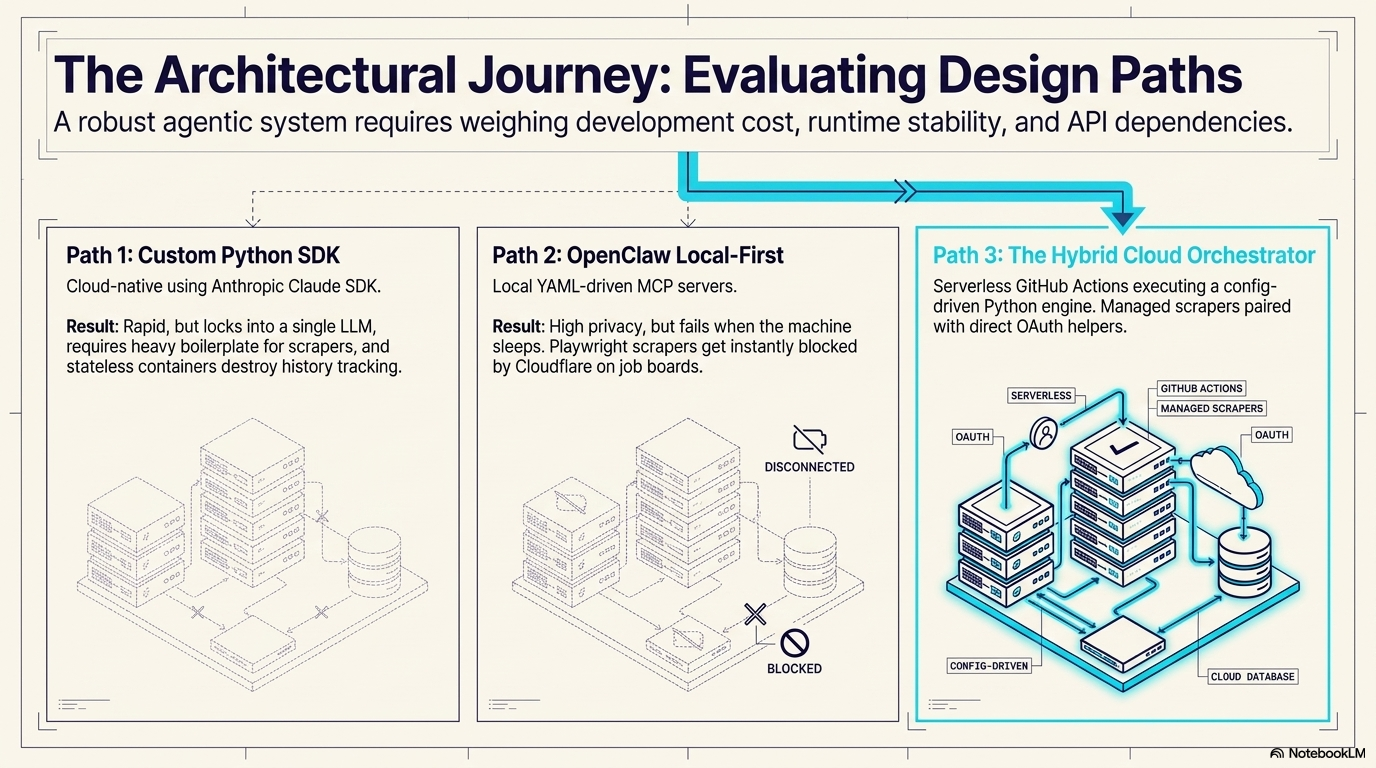 The Architectural Journey: Evaluating Design Paths
A robust agentic system requires weighing development cost, runtime stability, and API dependencies.
Path 1: Custom Python SDK
Cloud-native using Anthropic Claude SDK.
Result: Rapid, but locks into a single LLM,
requires heavy boilerplate for scrapers, and
stateless containers destroy history tracking.
Path 2: OpenClaw Local-First
Local YAML-driven MCP servers.
Result: High privacy, but fails when the machine
sleeps. Playwright scrapers get instantly blocked
by Cloudflare on job boards.
DISCONNECTED
BLOCKED
Path 3: The Hybrid Cloud Orchestrator
Serverless GitHub Actions executing a config-
driven Python engine. Managed scrapers paired
with direct OAuth helpers.
SERVERLESS
GITHUB ACTIONS
MANAGED SCRAPERS
OAUTH
OAUTH
CONFIG-DRIVEN
CLOUD DATABASE
NotebookLM